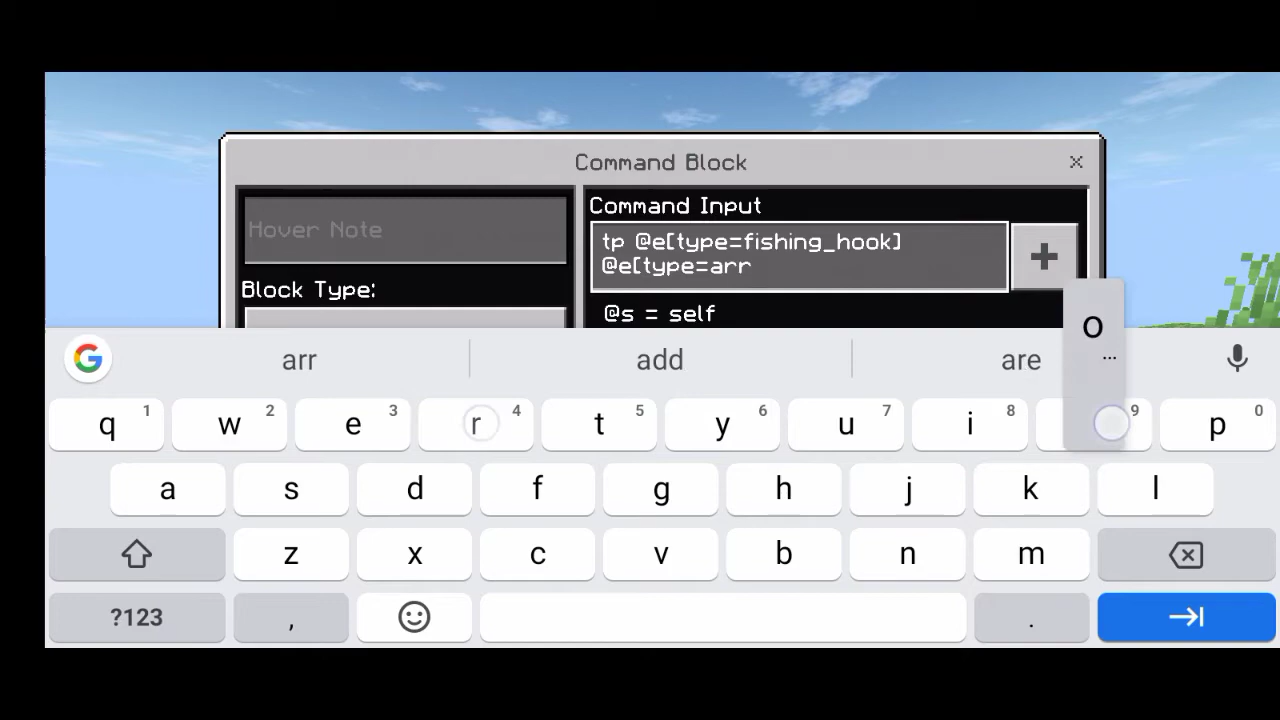 Command Block
x
Hover Note
Block Type:
Command Input
tp @e[type=fishing_hook]
@e[type=arr
@s = self
o
...
G
arr
add
are
q 1 w 2 e 3 r 4 t 5 y 6 u 7 i 8 9 p 0
a s d f g h j k l
z x c v b n m
?123 , .